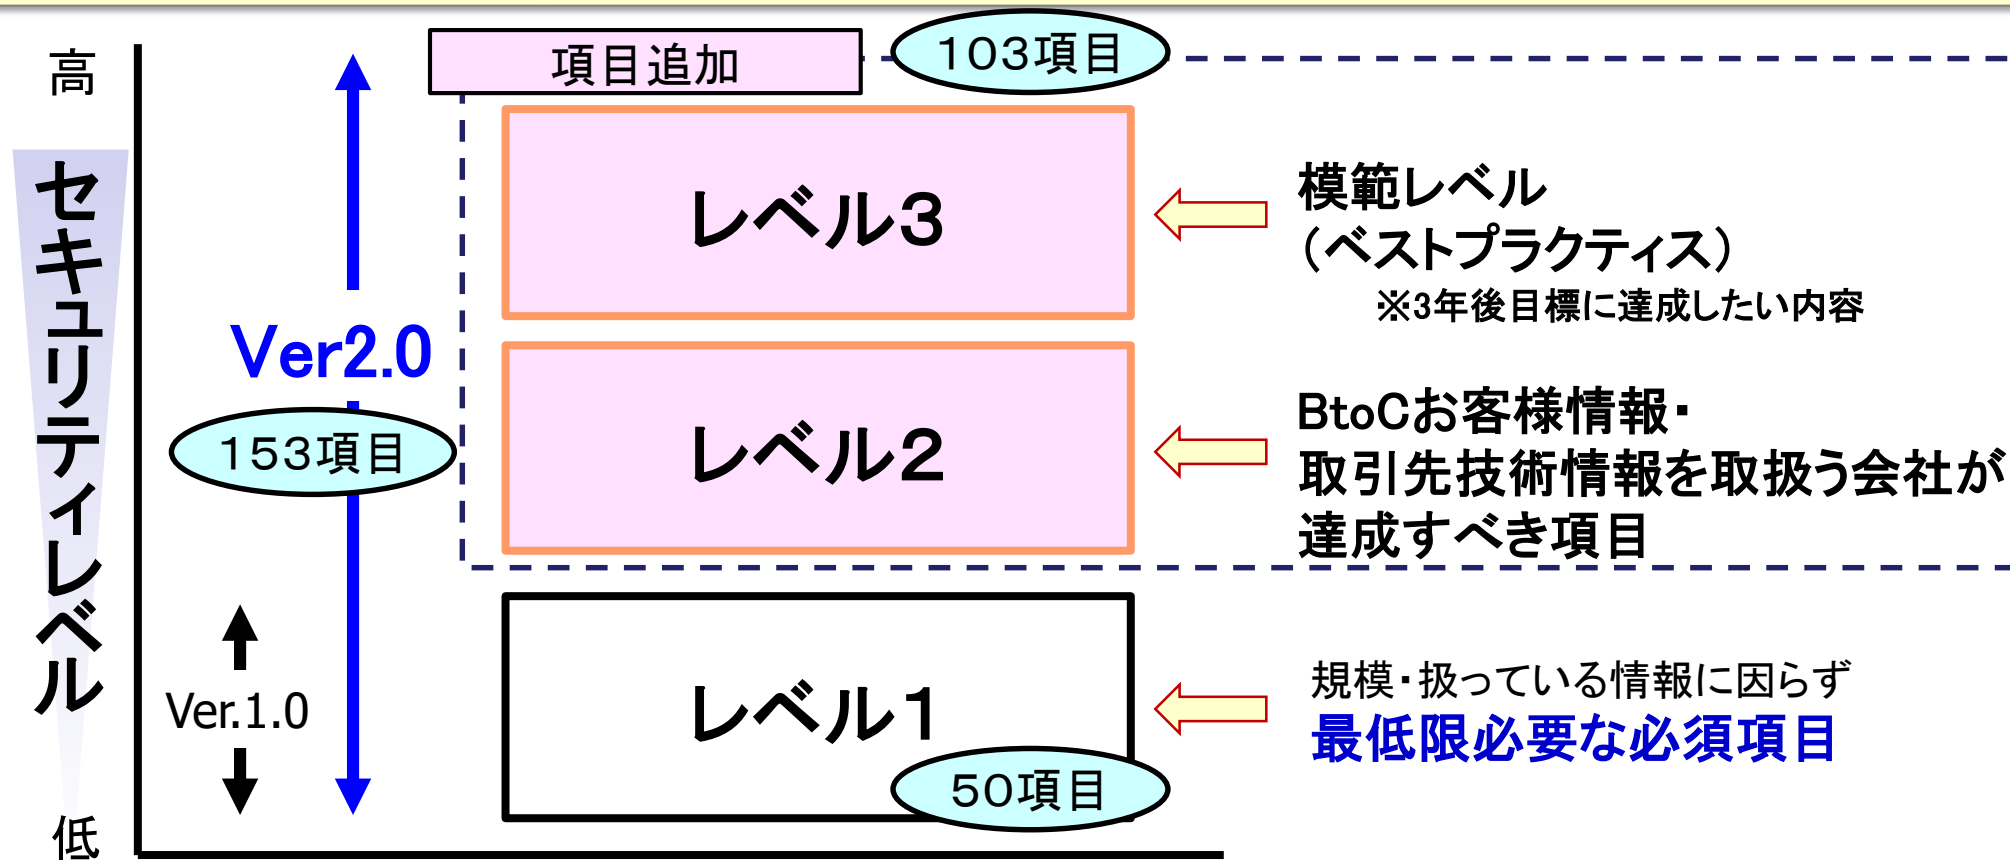 高
セキュリティレベル
低
項目追加
103項目
レベル3
模範レベル
（ベストプラクティス）
※3年後目標に達成したい内容
Ver2.0
153項目
レベル2
BtoCお客様情報・
取引先技術情報を取扱う会社が
達成すべき項目
Ver.1.0
レベル1
50項目
規模・扱っている情報に因らず
最低限必要な必須項目